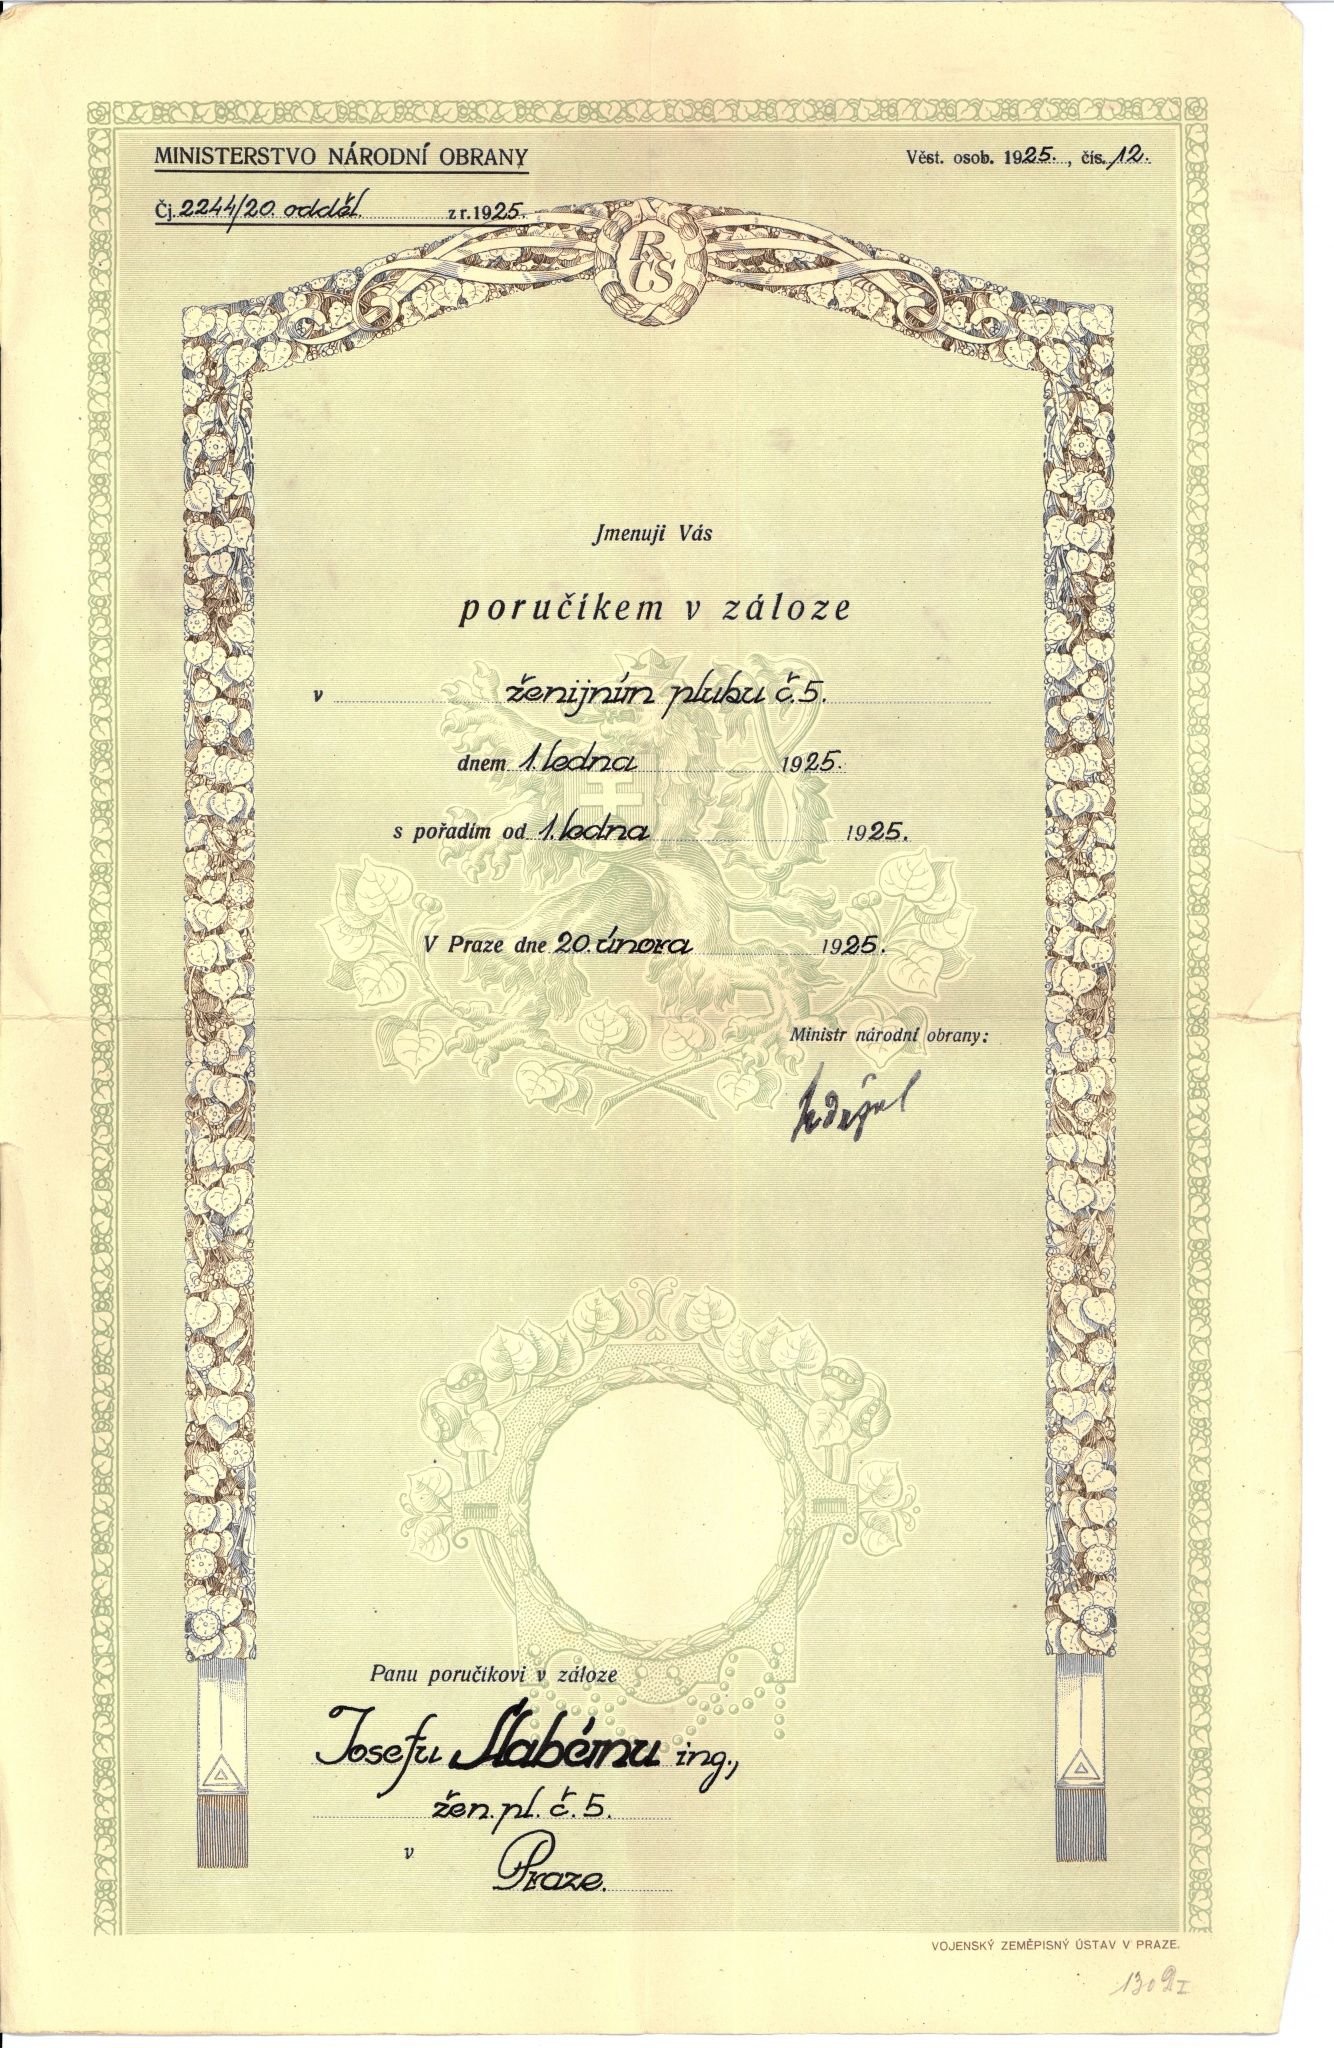 MINISTERSTVO NÁRODNÍ OBRANY
Věst. osob. 1925., čís. 12.
Čj. 2244/20. odděl. z r. 1925.
R.
ČS
Jmenuji Vás
poručíkem v záloze
v ženijním pluku č. 5.
dnem 1. ledna 1925.
s pořadím od 1. ledna 1925.
V Praze dne 20. února 1925.
Ministr národní obrany:
Panu poručíkovi v záloze
Josefu Slabému ing.,
žen. pl. č. 5.
v
Praze.
VOJENSKÝ ZEMĚPISNÝ ÚSTAV V PRAZE.